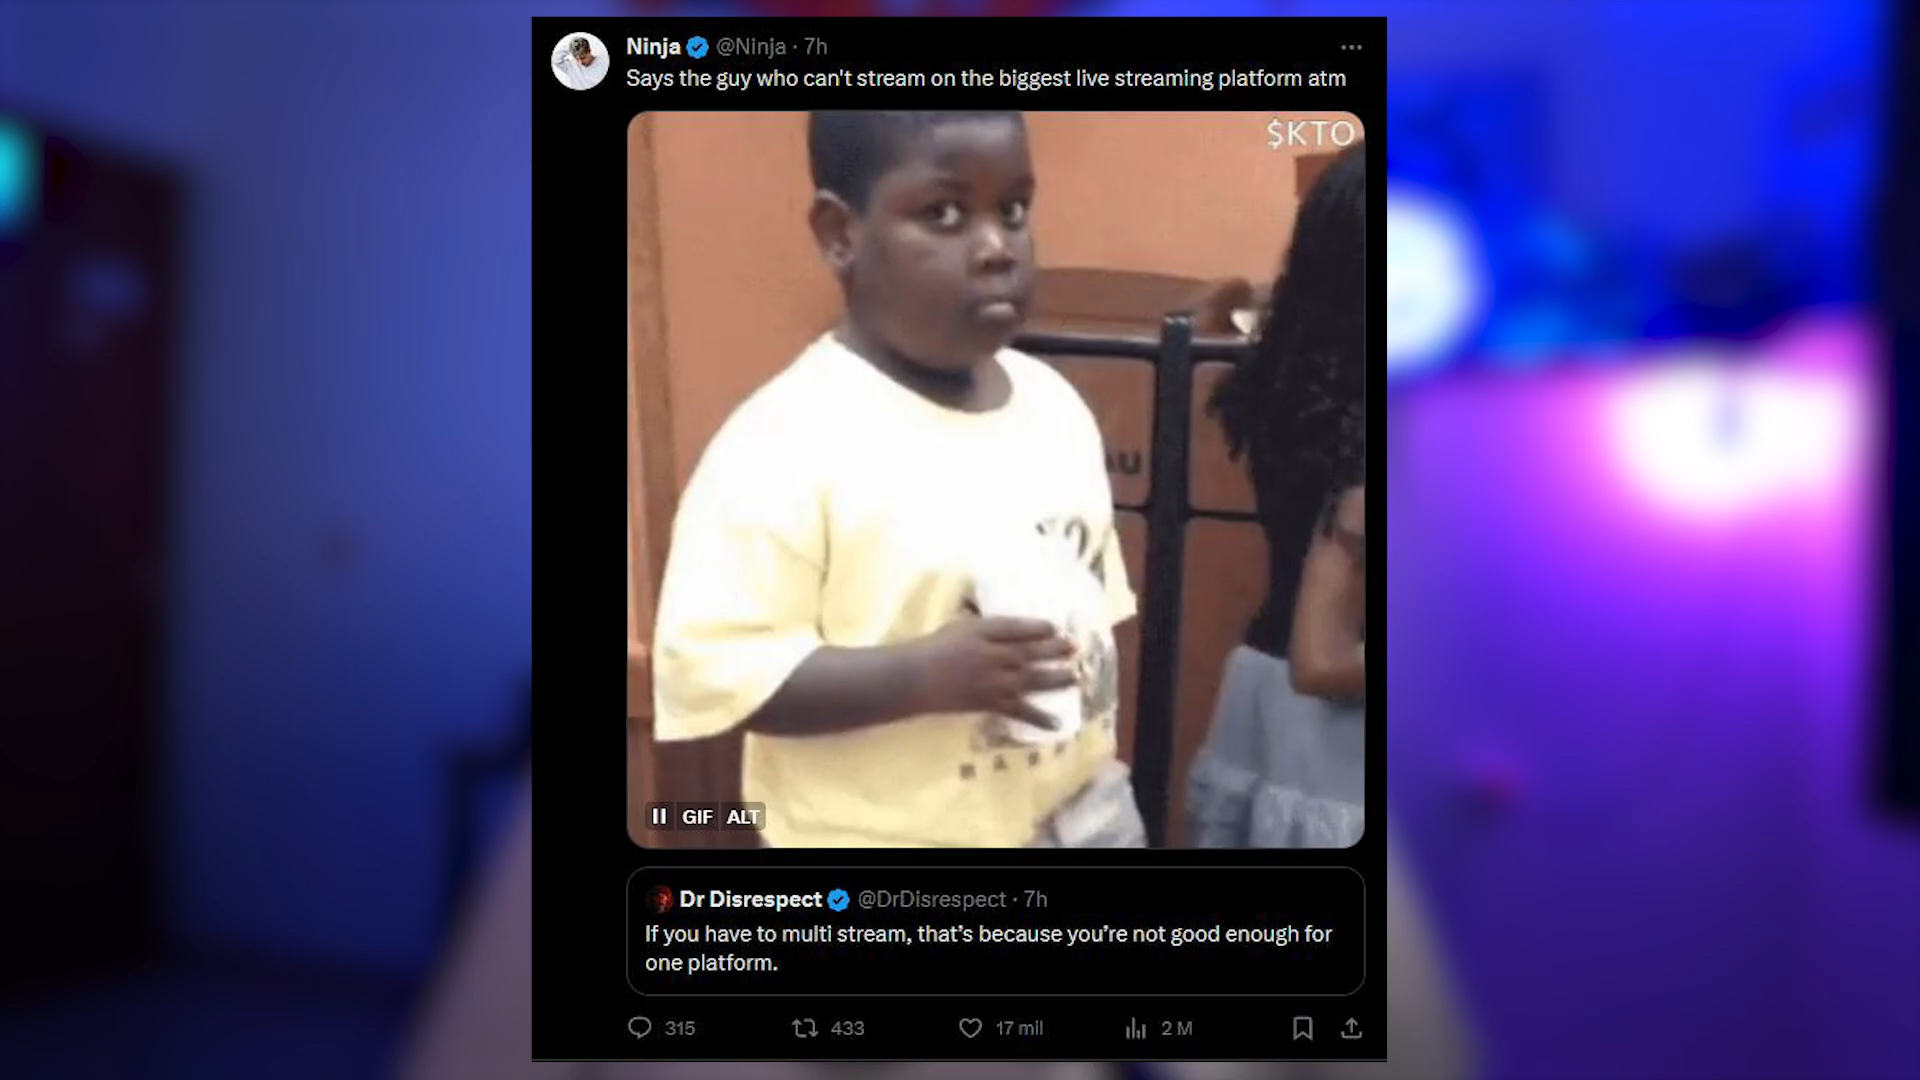 Ninja @Ninja · 7h
Says the guy who can't stream on the biggest live streaming platform atm
$KTO
AU
GIF ALT
Dr Disrespect @DrDisrespect · 7h
If you have to multi stream, that's because you're not good enough for
one platform.
315 433 17 mil 2 M